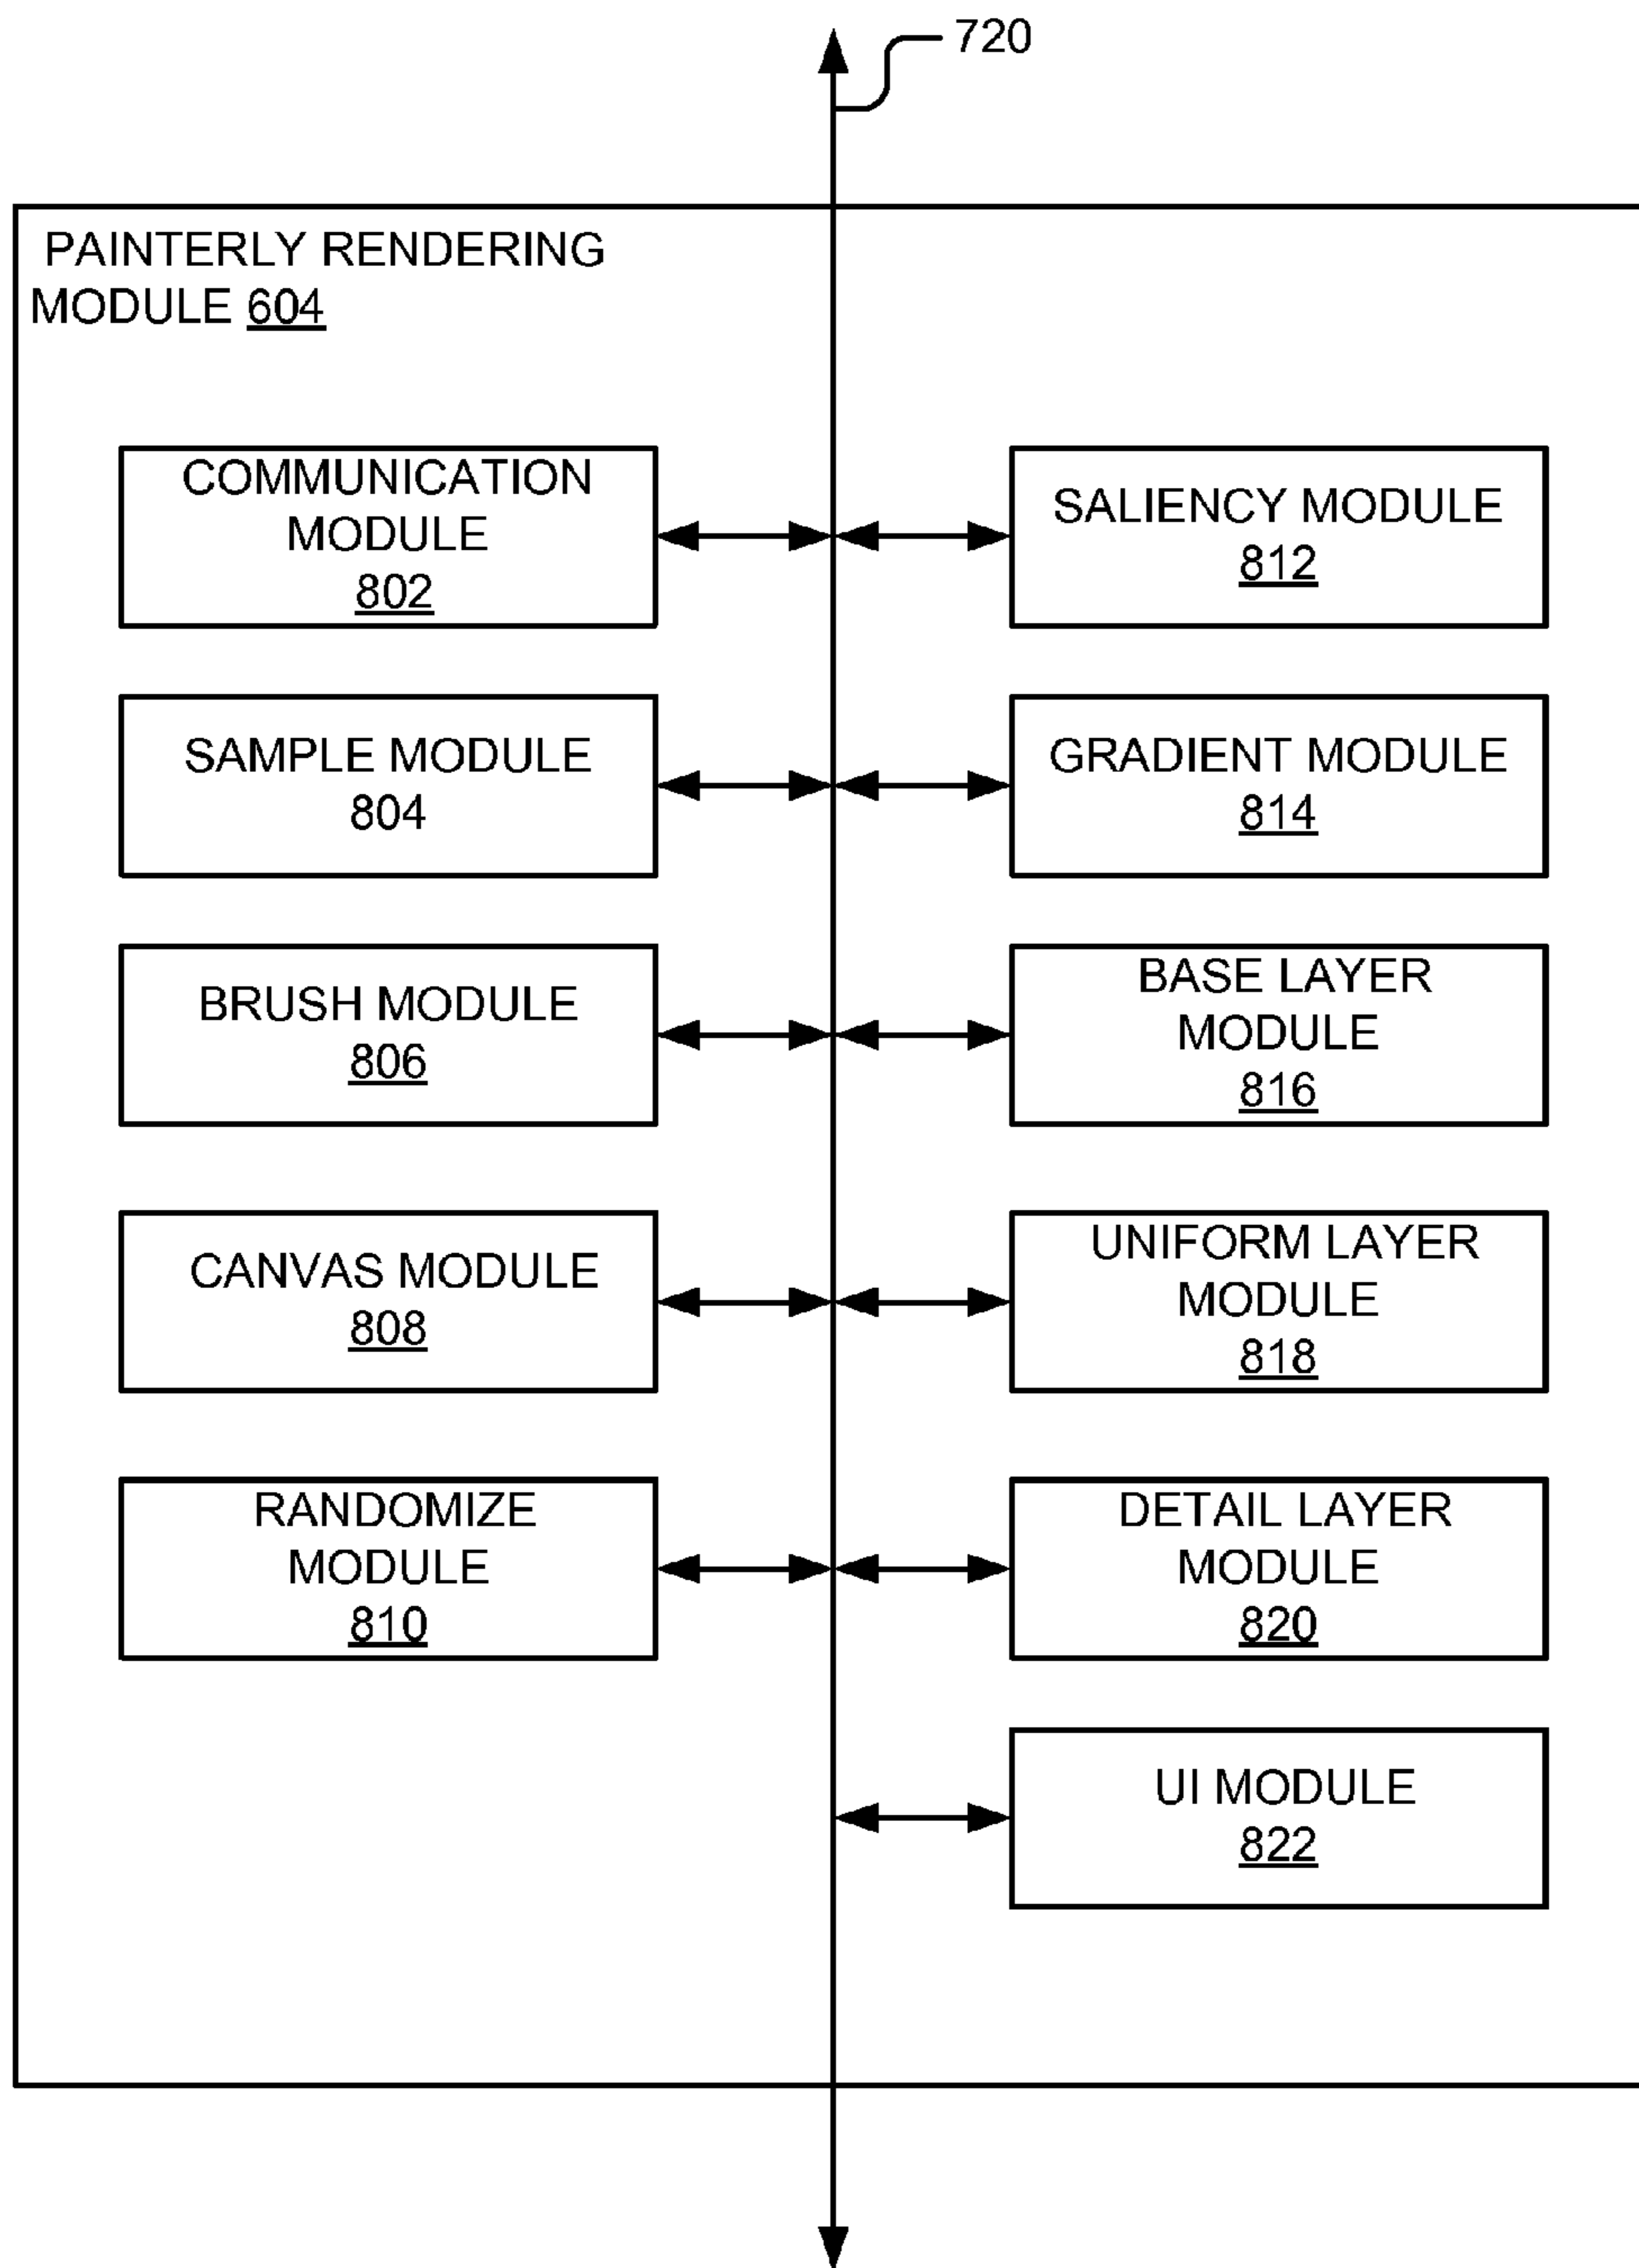 720
PAINTERLY RENDERING
MODULE 604
COMMUNICATION
MODULE
802
SALIENCY MODULE
812
SAMPLE MODULE
804
GRADIENT MODULE
814
BRUSH MODULE
806
BASE LAYER
MODULE
816
CANVAS MODULE
808
UNIFORM LAYER
MODULE
818
RANDOMIZE
MODULE
810
DETAIL LAYER
MODULE
820
UI MODULE
822